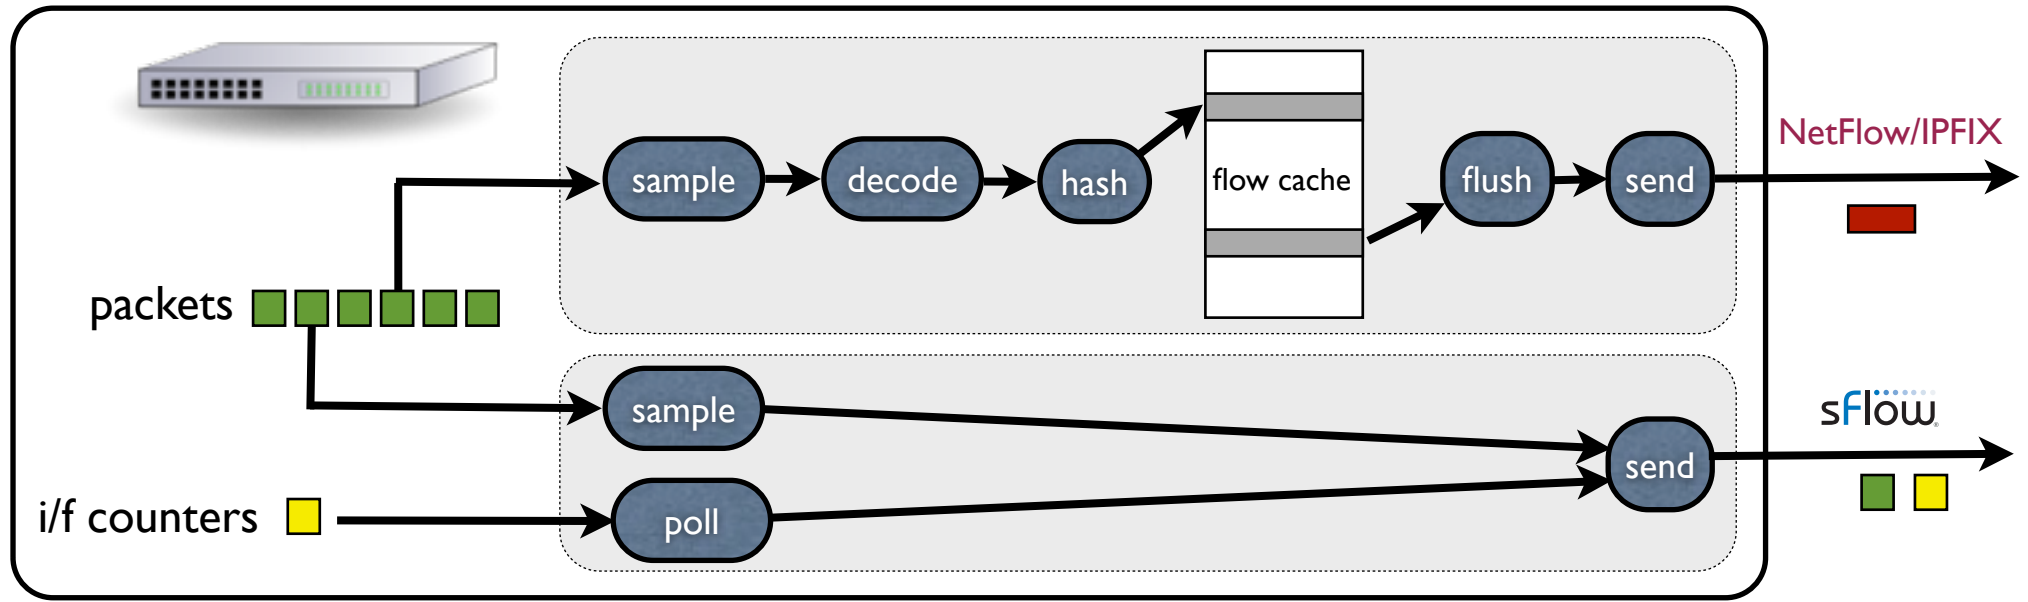 NetFlow/IPFIX
sample
decode
hash
flow cache
flush
send
packets
sample
sFlow
send
i/f counters
poll